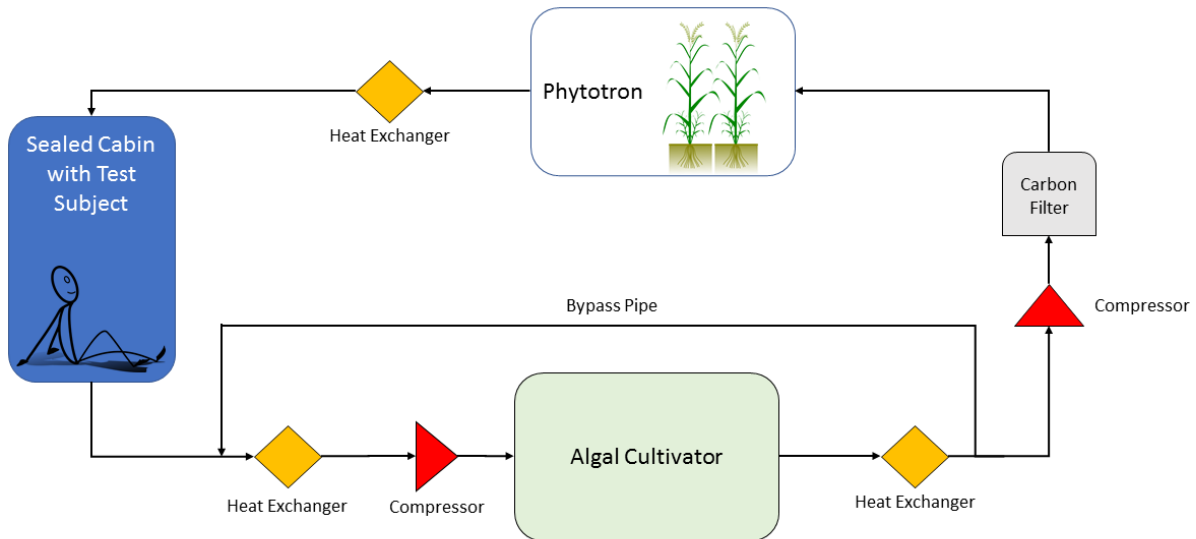 Phytotron
Heat Exchanger
Sealed Cabin
with Test
Subject
Carbon
Filter
Compressor
Bypass Pipe
Heat Exchanger
Compressor
Algal Cultivator
Heat Exchanger